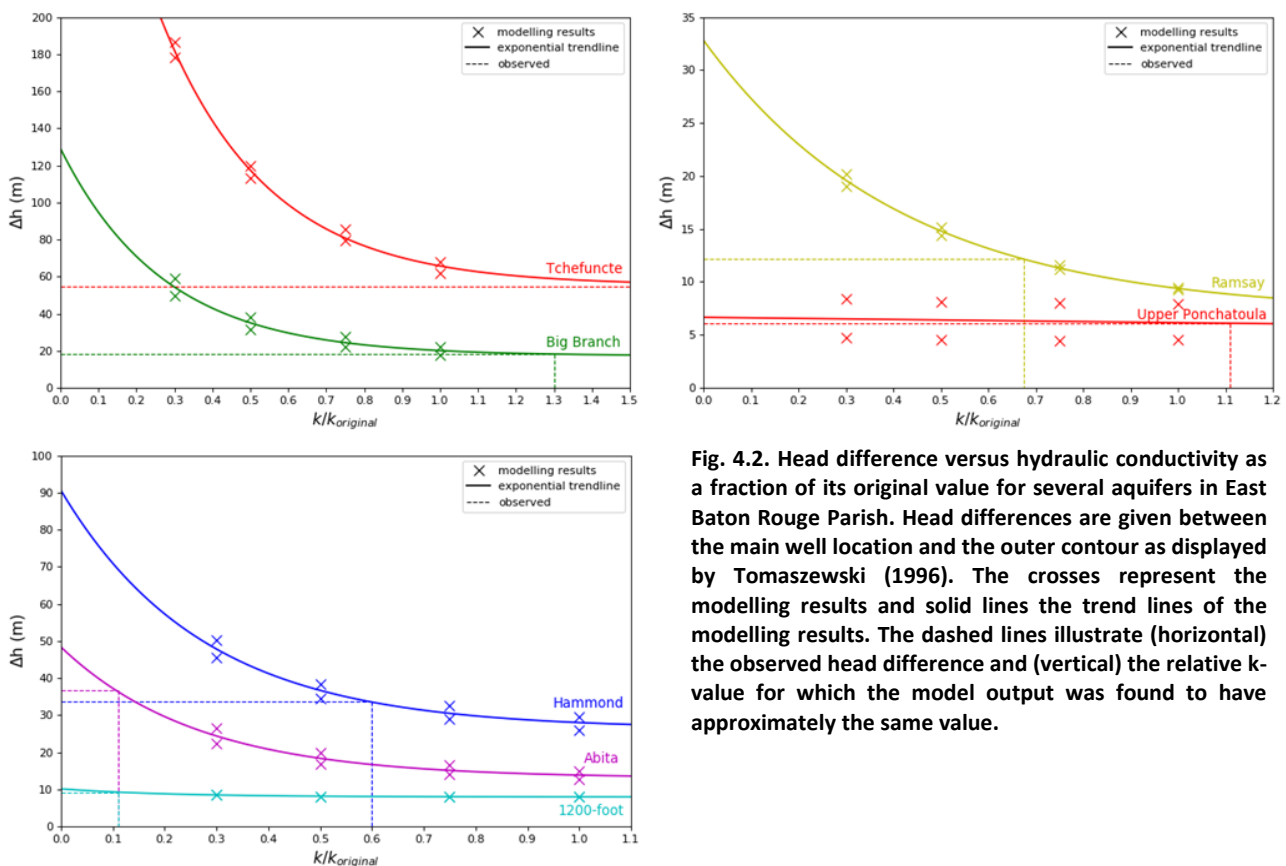 200
180
160
140
120
100
80
60
40
20
0
Δh (m)
× modelling results
exponential trendline
observed
Tchefuncte
Big Branch
0.0 0.1 0.2 0.3 0.4 0.5 0.6 0.7 0.8 0.9 1.0 1.1 1.2 1.3 1.4 1.5
k/k_original
35
30
25
20
15
10
5
0
Δh (m)
× modelling results
exponential trendline
observed
Ramsay
Upper Ponchatoula
0.0 0.1 0.2 0.3 0.4 0.5 0.6 0.7 0.8 0.9 1.0 1.1 1.2
k/k_original
100
90
80
70
60
50
40
30
20
10
0
Δh (m)
× modelling results
exponential trendline
observed
Hammond
Abita
1200-foot
0.0 0.1 0.2 0.3 0.4 0.5 0.6 0.7 0.8 0.9 1.0 1.1
k/k_original
Fig. 4.2. Head difference versus hydraulic conductivity as
a fraction of its original value for several aquifers in East
Baton Rouge Parish. Head differences are given between
the main well location and the outer contour as displayed
by Tomaszewski (1996). The crosses represent the
modelling results and solid lines the trend lines of the
modelling results. The dashed lines illustrate (horizontal)
the observed head difference and (vertical) the relative k-
value for which the model output was found to have
approximately the same value.